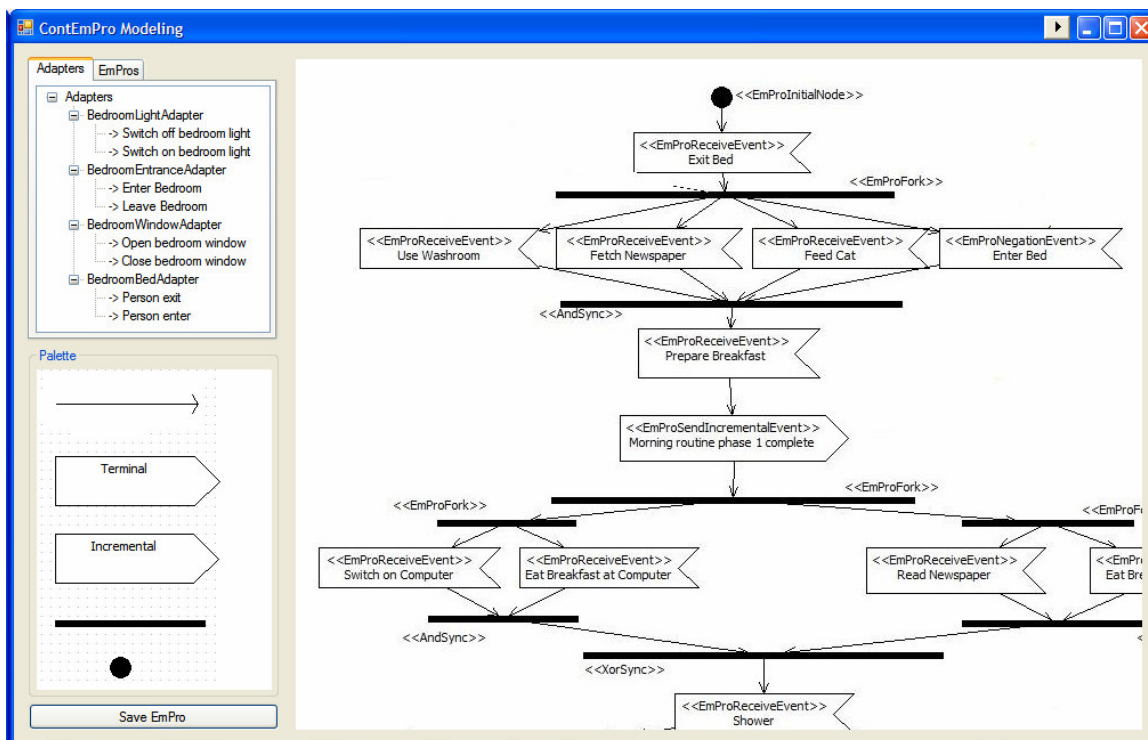 ContEmPro Modeling
Adapters
EmPros
Adapters
BedroomLightAdapter
-> Switch off bedroom light
-> Switch on bedroom light
BedroomEntranceAdapter
-> Enter Bedroom
-> Leave Bedroom
BedroomWindowAdapter
-> Open bedroom window
-> Close bedroom window
BedroomBedAdapter
-> Person exit
-> Person enter
Palette
Terminal
Incremental
Save EmPro
<<EmProInitialNode>>
<<EmProReceiveEvent>>
Exit Bed
<<EmProFork>>
<<EmProReceiveEvent>>
Use Washroom
<<EmProReceiveEvent>>
Fetch Newspaper
<<EmProReceiveEvent>>
Feed Cat
<<EmProNegationEvent>>
Enter Bed
<<AndSync>>
<<EmProReceiveEvent>>
Prepare Breakfast
<<EmProSendIncrementalEvent>>
Morning routine phase 1 complete
<<EmProFork>>
<<EmProFork>>
<<EmProFo
<<EmProReceiveEvent>>
Switch on Computer
<<EmProReceiveEvent>>
Eat Breakfast at Computer
<<EmProReceiveEvent>>
Read Newspaper
<<EmPro
Eat Bre
<<AndSync>>
<<XorSync>>
<<EmProReceiveEvent>>
Shower